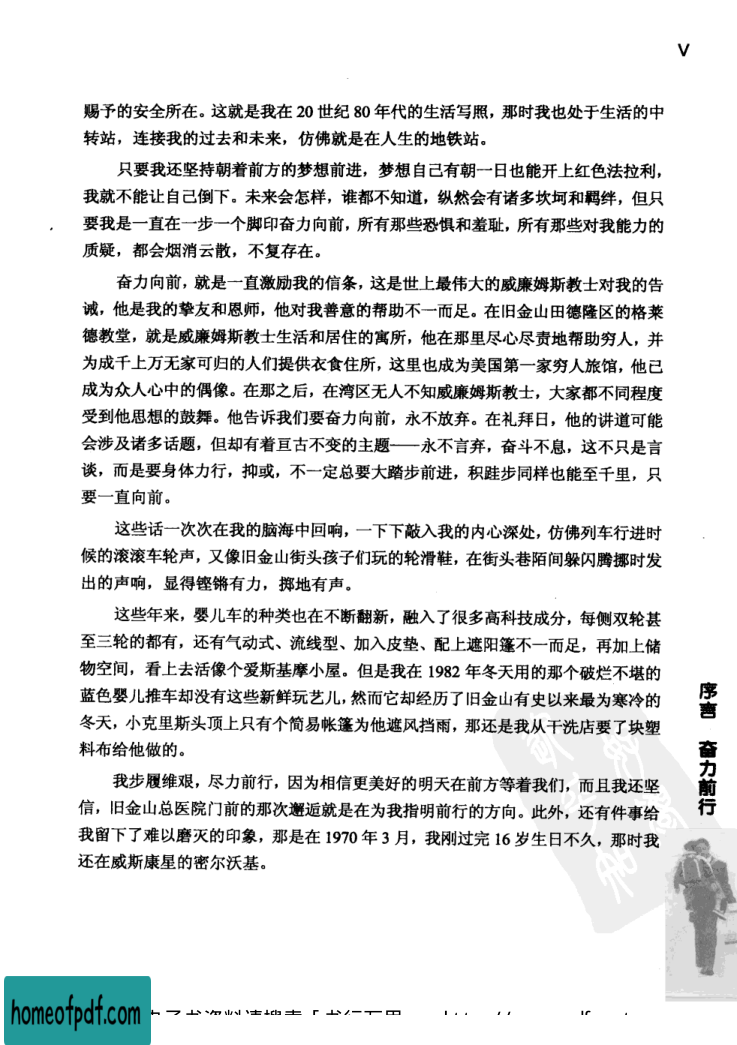 V
赐予的安全所在。这就是我在 20 世纪 80 年代的生活写照，那时我也处于生活的中
转站，连接我的过去和未来，仿佛就是在人生的地铁站。
只要我还坚持朝着前方的梦想前进，梦想自己有朝一日也能开上红色法拉利，
我就不能让自己倒下。未来会怎样，谁都不知道，纵然会有诸多坎坷和羁绊，但只
要我是一直在一步一个脚印奋力向前，所有那些恐惧和羞耻，所有那些对我能力的
质疑，都会烟消云散，不复存在。
奋力向前，就是一直激励我的信条，这是世上最伟大的威廉姆斯教士对我的告
诫，他是我的挚友和恩师，他对我善意的帮助不一而足。在旧金山田德隆区的格莱
德教堂，就是威廉姆斯教士生活和居住的寓所，他在那里尽心尽责地帮助穷人，并
为成千上万无家可归的人们提供衣食住所，这里也成为美国第一家穷人旅馆，他已
成为众人心中的偶像。在那之后，在湾区无人不知威廉姆斯教士，大家都不同程度
受到他思想的鼓舞。他告诉我们要奋力向前，永不放弃。在礼拜日，他的讲道可能
会涉及诸多话题，但却有着亘古不变的主题——永不言弃，奋斗不息，这不只是言
谈，而是要身体力行，抑或，不一定总要大踏步前进，积跬步同样也能至千里，只
要一直向前。
这些话一次次在我的脑海中回响，一下下敲入我的内心深处，仿佛列车行进时
候的滚滚车轮声，又像旧金山街头孩子们玩的轮滑鞋，在街头巷陌间躲闪腾挪时发
出的声响，显得铿锵有力，掷地有声。
这些年来，婴儿车的种类也在不断翻新，融入了很多高科技成分，每侧双轮甚
至三轮的都有，还有气动式、流线型、加入皮垫、配上遮阳篷不一而足，再加上储
物空间，看上去活像个爱斯基摩小屋。但是我在 1982 年冬天用的那个破烂不堪的
蓝色婴儿推车却没有这些新鲜玩艺儿，然而它却经历了旧金山有史以来最为寒冷的
冬天，小克里斯头顶上只有个简易帐篷为他遮风挡雨，那还是我从干洗店要了块塑
料布给他做的。
我步履维艰，尽力前行，因为相信更美好的明天在前方等着我们，而且我还坚
信，旧金山总医院门前的那次邂逅就是在为我指明前行的方向。此外，还有件事给
我留下了难以磨灭的印象，那是在 1970 年 3 月，我刚过完 16 岁生日不久，那时我
还在威斯康星的密尔沃基。
序言 奋力前行
homeofpdf.com